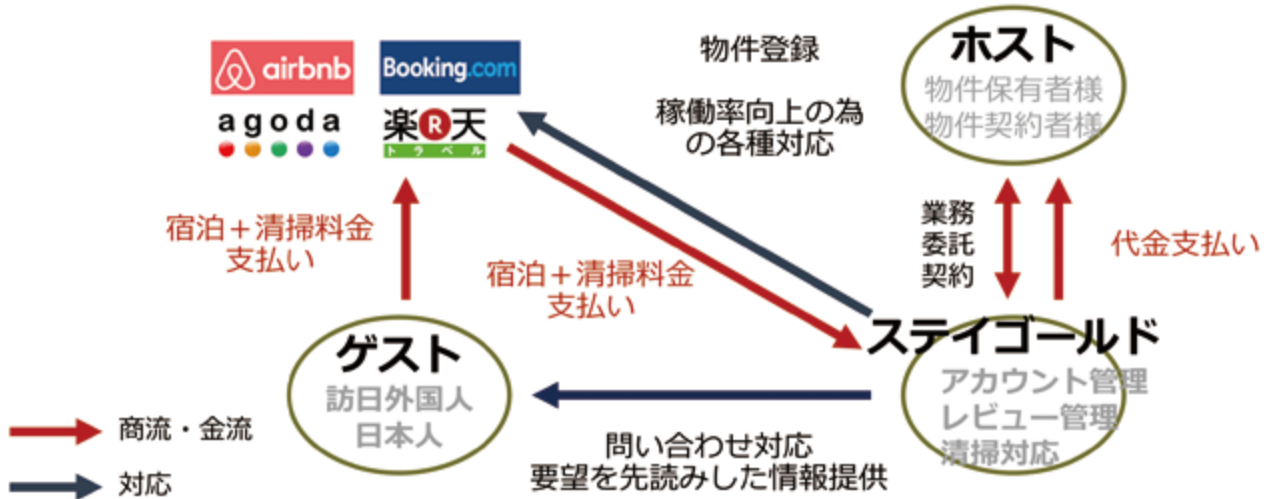 airbnb
Booking.com
agoda
楽R天
トラベル
物件登録
稼働率向上の為
の各種対応
ホスト
物件保有者様
物件契約者様
宿泊＋清掃料金
支払い
宿泊＋清掃料金
支払い
業務
委託
契約
代金支払い
ゲスト
訪日外国人
日本人
ステイゴールド
アカウント管理
レビュー管理
清掃対応
問い合わせ対応
要望を先読みした情報提供
商流・金流
対応